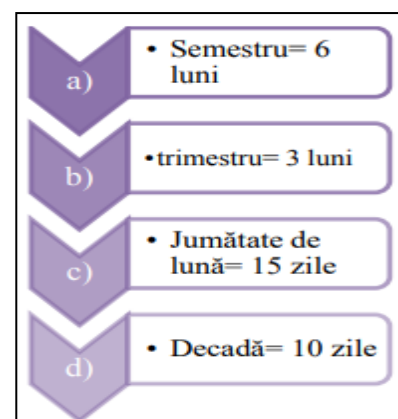 a)
• Semestru= 6
luni
b)
•trimestru= 3 luni
c)
• Jumătate de
lună= 15 zile
d)
• Decadă= 10 zile